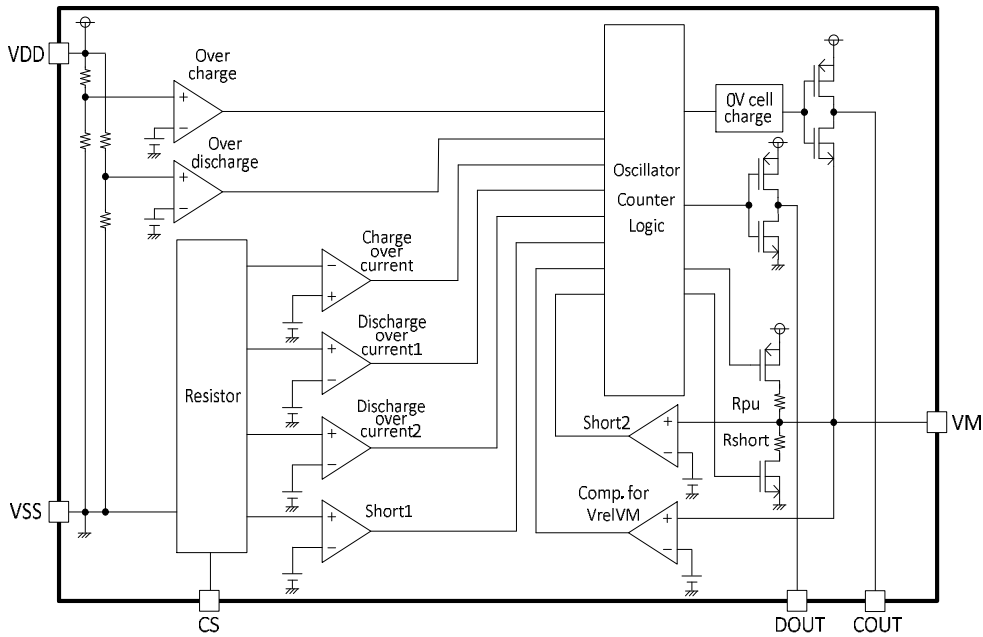 VDD
Over
charge
+
−
Over
discharge
+
−
0V cell
charge
Oscillator
Counter
Logic
Charge
over
current
−
+
Discharge
over
current1
+
−
Resistor
Discharge
over
current2
+
−
Rpu
Short2
+
−
Rshort
VM
VSS
Short1
+
−
Comp. for
VrelVM
+
−
CS
DOUT
COUT